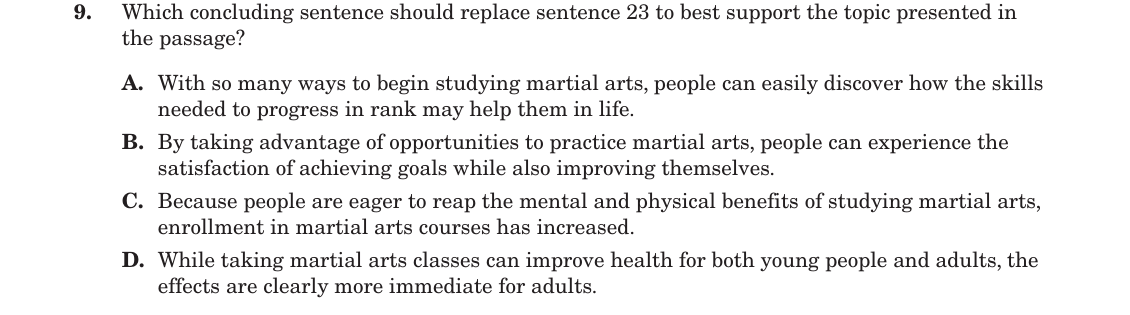 9. Which concluding sentence should replace sentence 23 to best support the topic presented in
the passage?
A. With so many ways to begin studying martial arts, people can easily discover how the skills
needed to progress in rank may help them in life.
B. By taking advantage of opportunities to practice martial arts, people can experience the
satisfaction of achieving goals while also improving themselves.
C. Because people are eager to reap the mental and physical benefits of studying martial arts,
enrollment in martial arts courses has increased.
D. While taking martial arts classes can improve health for both young people and adults, the
effects are clearly more immediate for adults.